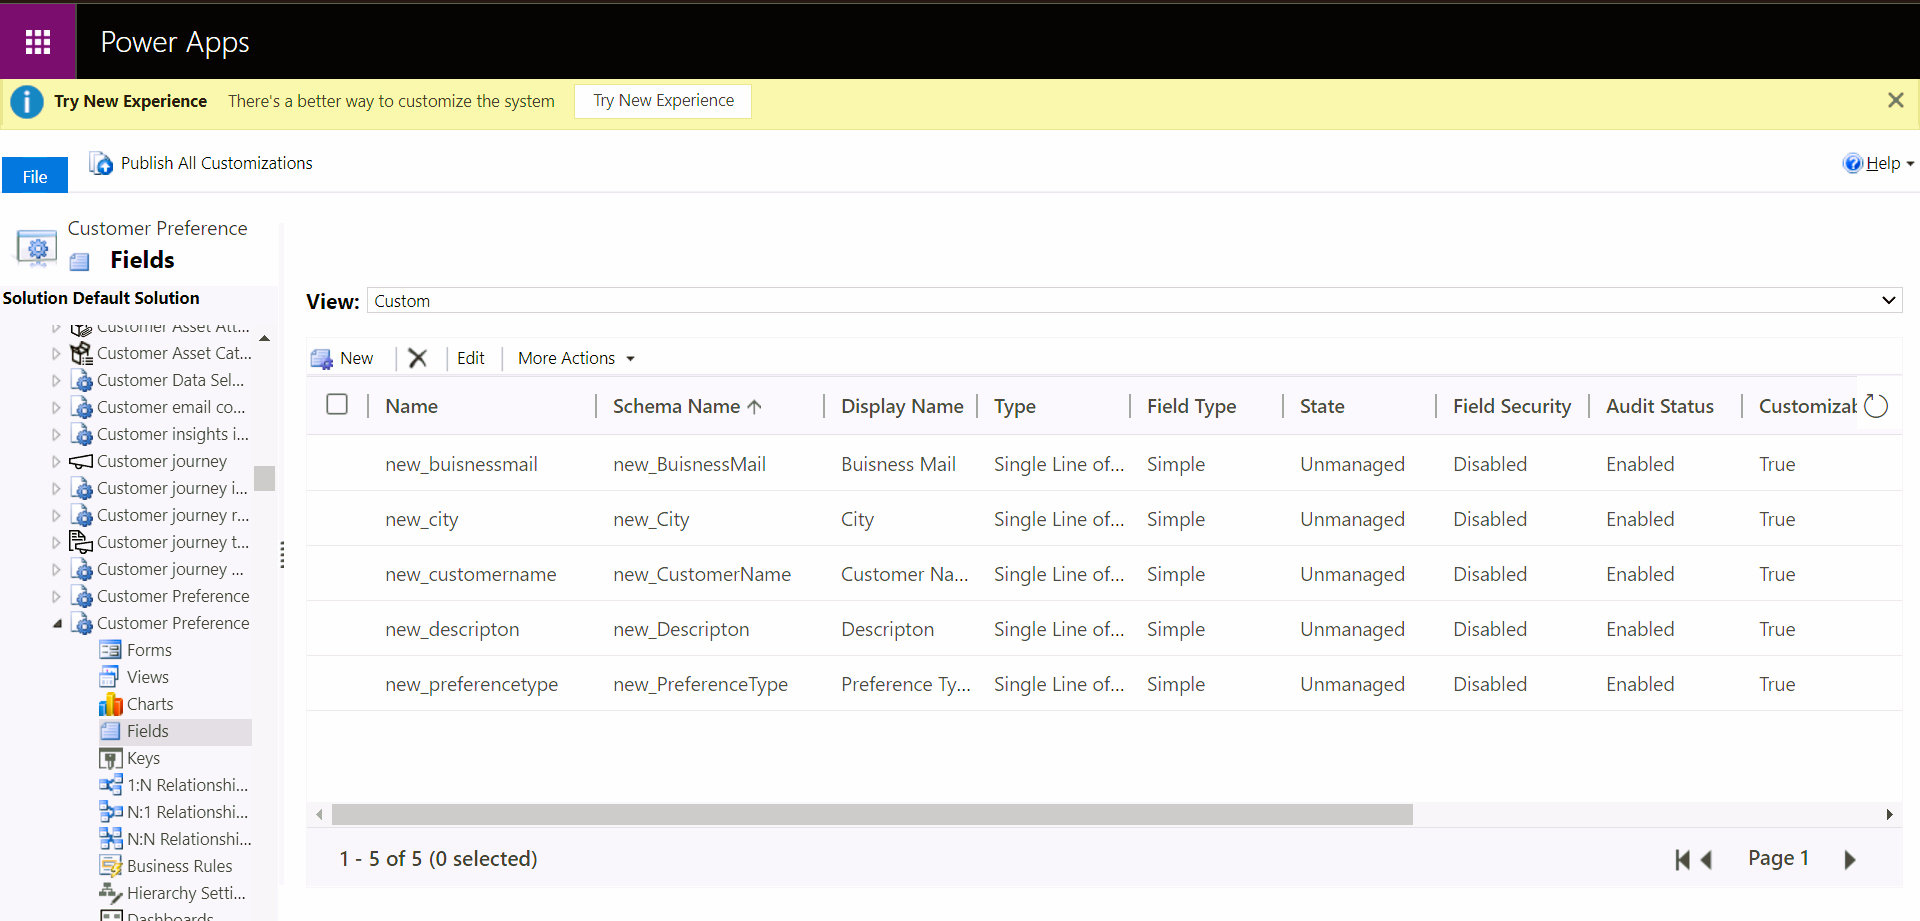 Power Apps
Try New Experience There's a better way to customize the system Try New Experience
File Publish All Customizations Help
Customer Preference
Fields
Solution Default Solution
Customer Asset Att...
Customer Asset Cat...
Customer Data Sel...
Customer email co...
Customer insights i...
Customer journey
Customer journey i...
Customer journey r...
Customer journey t...
Customer journey ...
Customer Preference
Customer Preference
Forms
Views
Charts
Fields
Keys
1:N Relationshi...
N:1 Relationshi...
N:N Relationshi...
Business Rules
Hierarchy Setti...
Dashboards
View: Custom
New Edit More Actions
Name Schema Name Display Name Type Field Type State Field Security Audit Status Customizab
new_buisnessmail new_BuisnessMail Buisness Mail Single Line of... Simple Unmanaged Disabled Enabled True
new_city new_City City Single Line of... Simple Unmanaged Disabled Enabled True
new_customername new_CustomerName Customer Na... Single Line of... Simple Unmanaged Disabled Enabled True
new_descripton new_Descripton Descripton Single Line of... Simple Unmanaged Disabled Enabled True
new_preferencetype new_PreferenceType Preference Ty... Single Line of... Simple Unmanaged Disabled Enabled True
1 - 5 of 5 (0 selected) Page 1